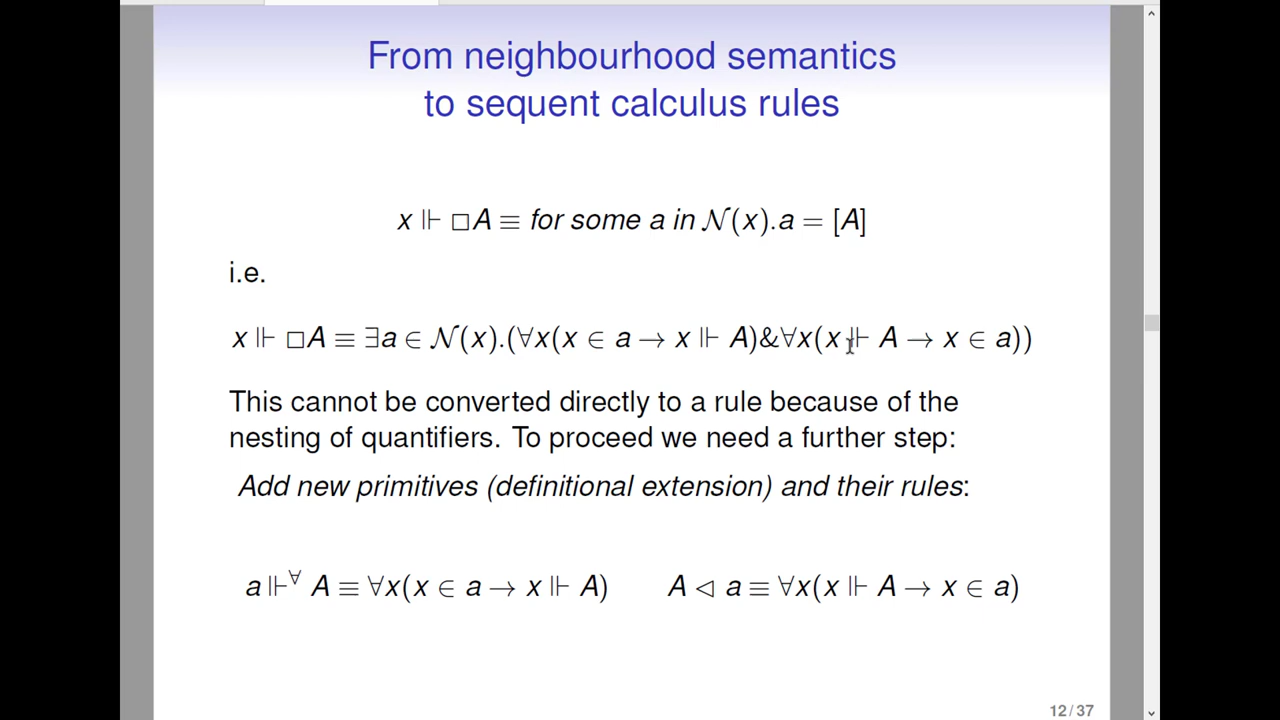 From neighbourhood semantics
to sequent calculus rules
x ⊩ □A ≡ for some a in 𝒩(x).a = [A]
i.e.
x ⊩ □A ≡ ∃a ∈ 𝒩(x).(∀x(x ∈ a → x ⊩ A)&∀x(x ⊩ A → x ∈ a))
This cannot be converted directly to a rule because of the
nesting of quantifiers. To proceed we need a further step:
Add new primitives (definitional extension) and their rules:
a ⊩^∀ A ≡ ∀x(x ∈ a → x ⊩ A) A ◁ a ≡ ∀x(x ⊩ A → x ∈ a)
12/37